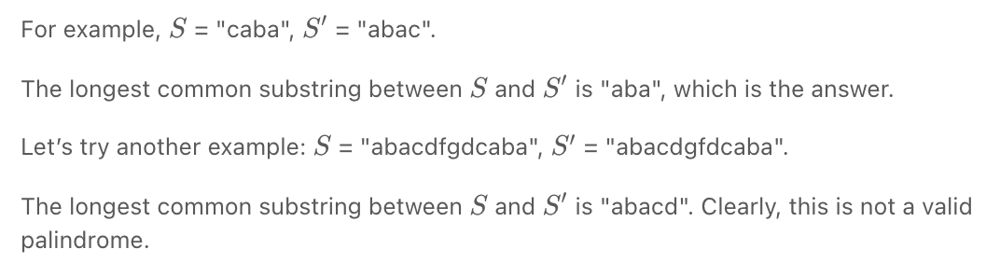 For example, S = "caba", S′ = "abac".
The longest common substring between S and S′ is "aba", which is the answer.
Let’s try another example: S = "abacdfgdcaba", S′ = "abacdgfdcaba".
The longest common substring between S and S′ is "abacd". Clearly, this is not a valid
palindrome.